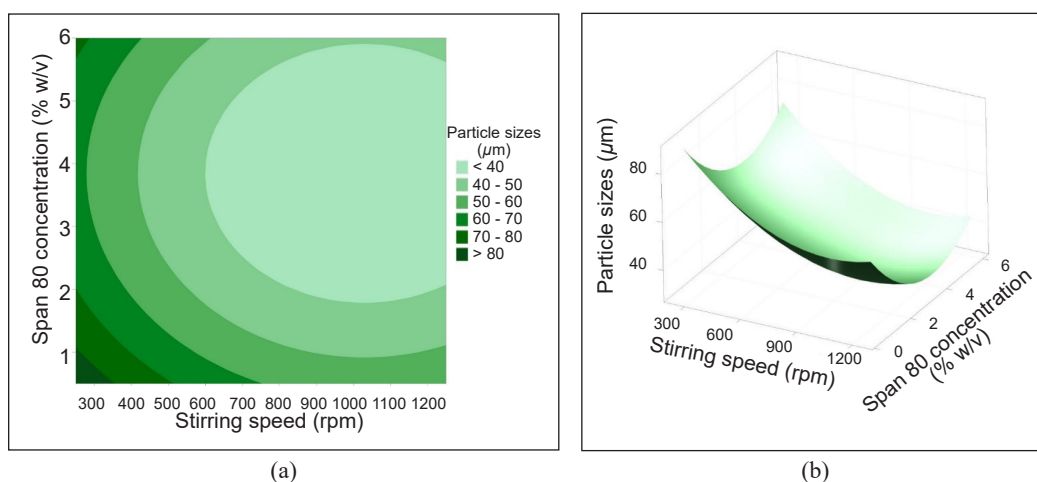 6
5
4
3
2
1
Span 80 concentration (% w/v)
300 400 500 600 700 800 900 1000 1100 1200
Stirring speed (rpm)
Particle sizes
(µm)
< 40
40 - 50
50 - 60
60 - 70
70 - 80
> 80
(a)
Particle sizes (µm)
80
60
40
300
600
900
1200
Stirring speed (rpm)
0
2
4
6
Span 80 concentration
(% w/v)
(b)